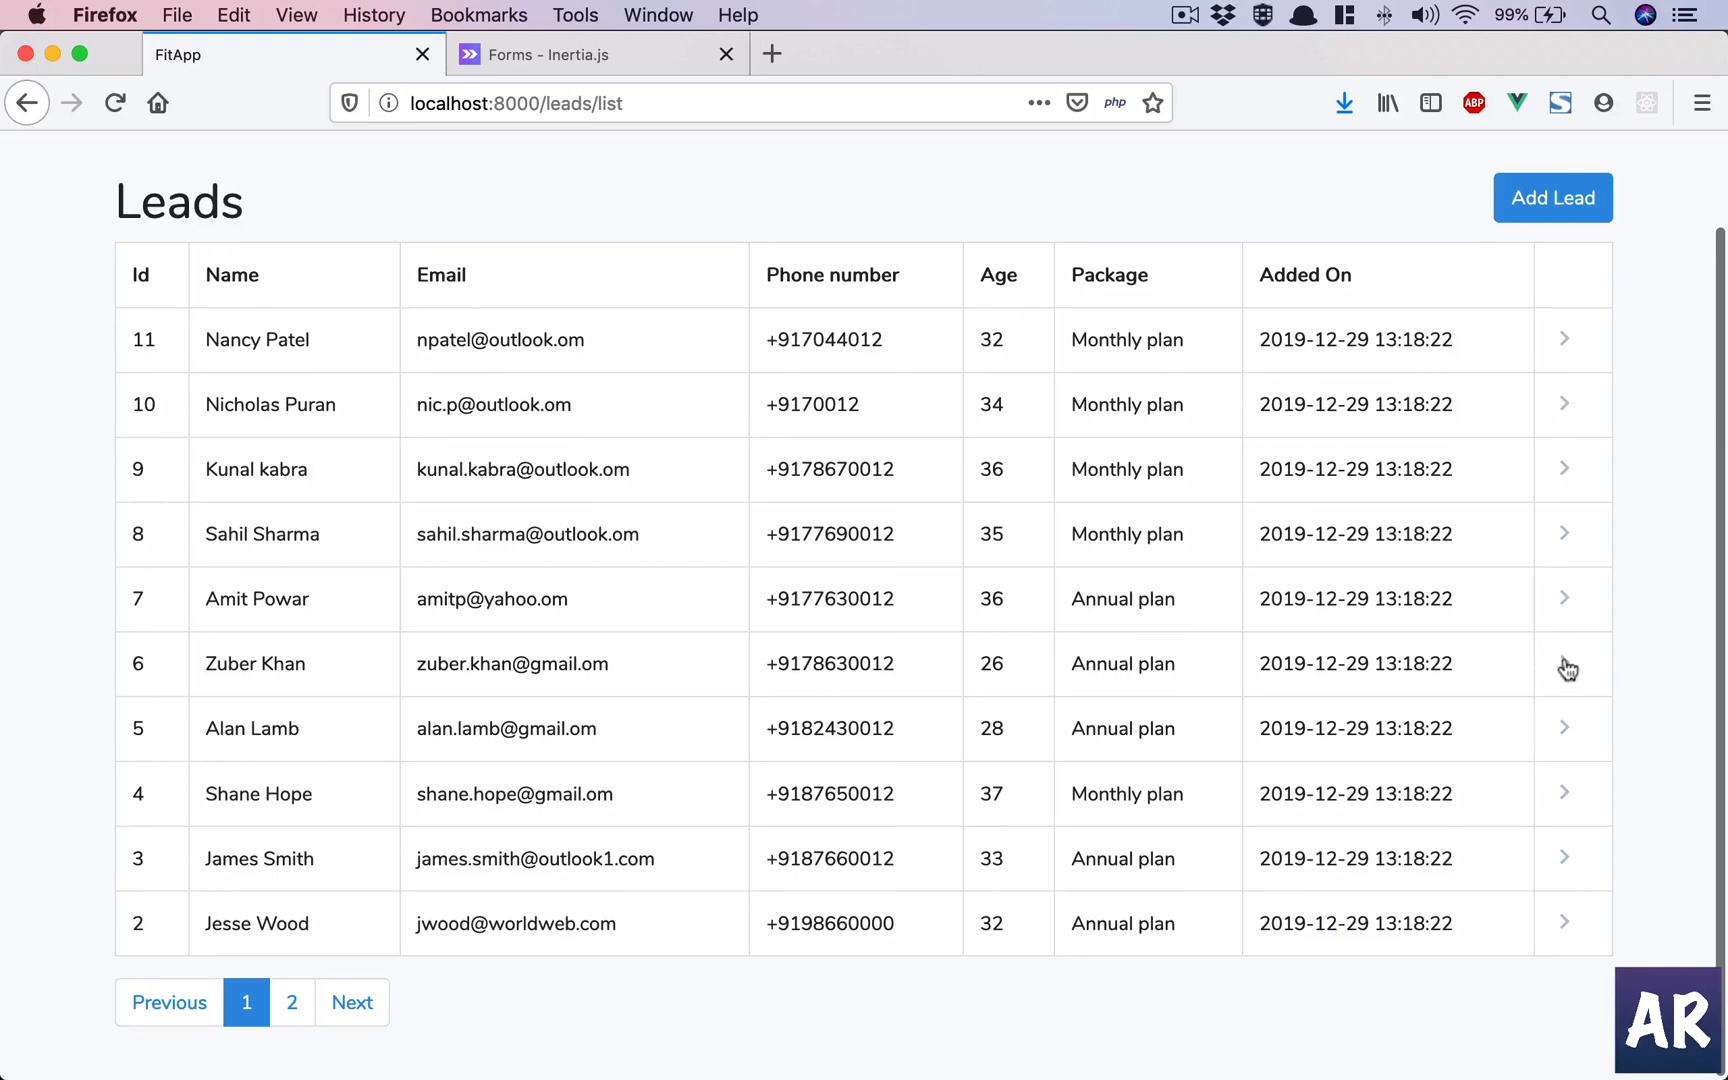 Firefox File Edit View History Bookmarks Tools Window Help 99%
FitApp Forms - Inertia.js
localhost:8000/leads/list php ABP
Leads Add Lead
Id Name Email Phone number Age Package Added On
11 Nancy Patel npatel@outlook.om +917044012 32 Monthly plan 2019-12-29 13:18:22
10 Nicholas Puran nic.p@outlook.om +9170012 34 Monthly plan 2019-12-29 13:18:22
9 Kunal kabra kunal.kabra@outlook.om +9178670012 36 Monthly plan 2019-12-29 13:18:22
8 Sahil Sharma sahil.sharma@outlook.om +9177690012 35 Monthly plan 2019-12-29 13:18:22
7 Amit Powar amitp@yahoo.om +9177630012 36 Annual plan 2019-12-29 13:18:22
6 Zuber Khan zuber.khan@gmail.om +9178630012 26 Annual plan 2019-12-29 13:18:22
5 Alan Lamb alan.lamb@gmail.om +9182430012 28 Annual plan 2019-12-29 13:18:22
4 Shane Hope shane.hope@gmail.om +9187650012 37 Monthly plan 2019-12-29 13:18:22
3 James Smith james.smith@outlook1.com +9187660012 33 Annual plan 2019-12-29 13:18:22
2 Jesse Wood jwood@worldweb.com +9198660000 32 Annual plan 2019-12-29 13:18:22
Previous 1 2 Next
AR